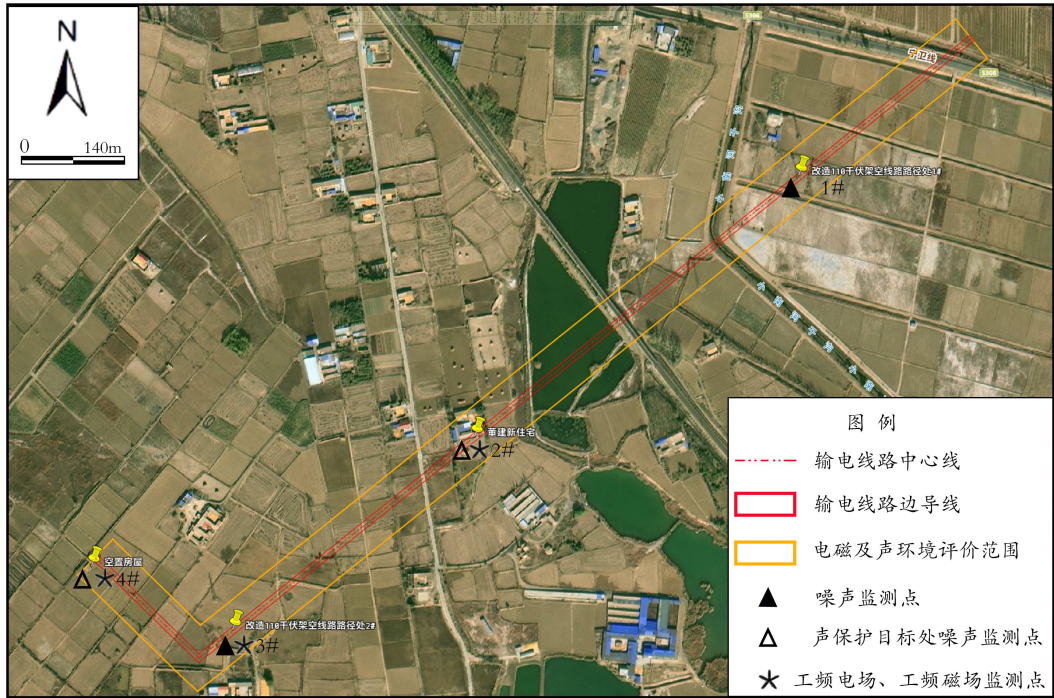 N
0 140m
S308
宁卫线
S308
改造110千伏架空线路路径处1#
1#
董建新住宅
2#
空置房屋
4#
改造110千伏架空线路路径处2#
3#
图 例
输电线路中心线
输电线路边导线
电磁及声环境评价范围
噪声监测点
声保护目标处噪声监测点
工频电场、工频磁场监测点